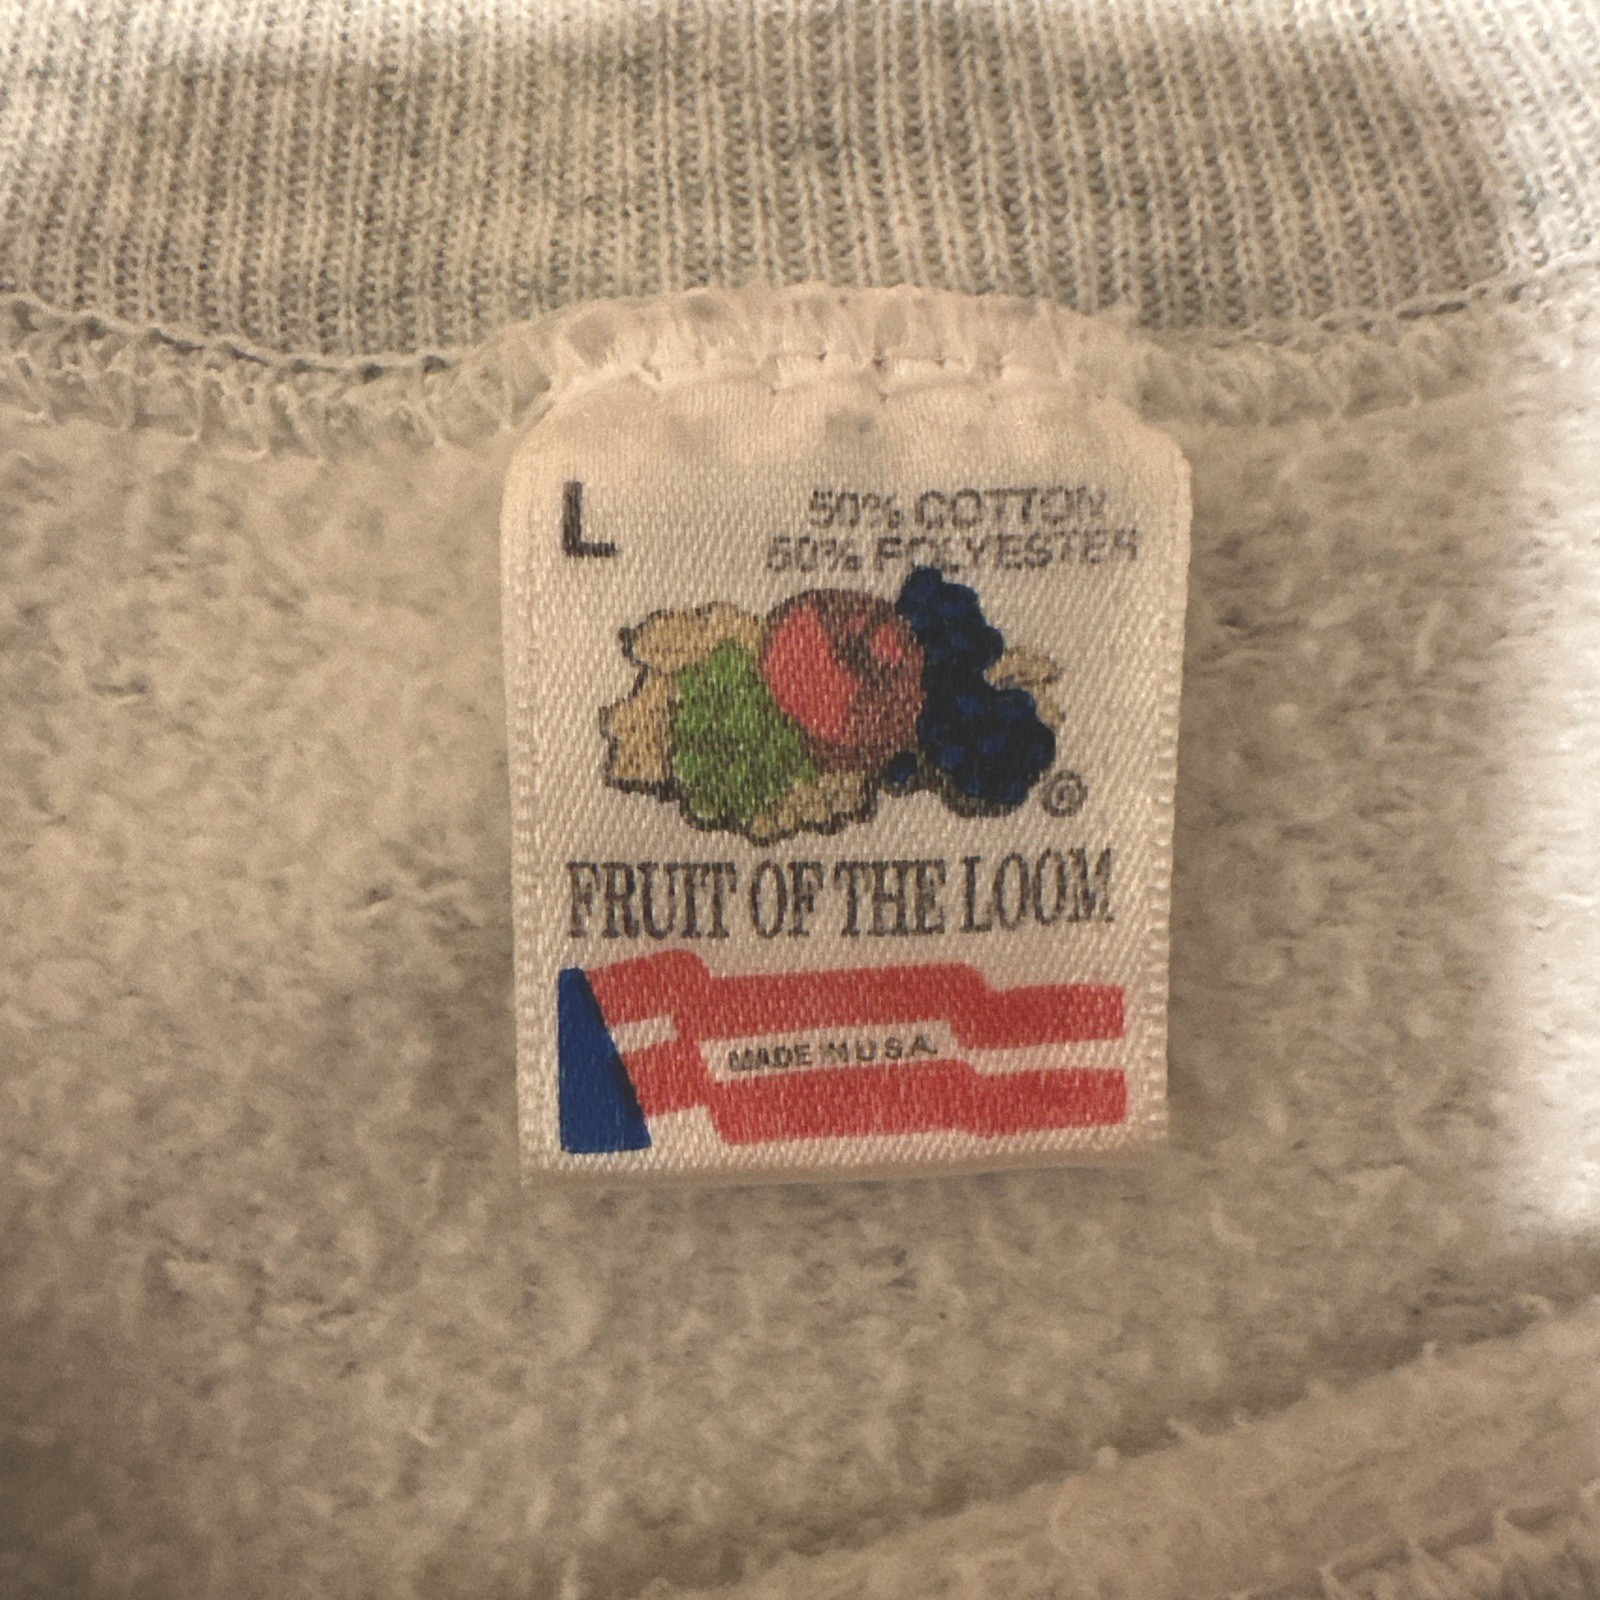 L
50% COTTON
50% POLYESTER
®
FRUIT OF THE LOOM
MADE IN U.S.A.